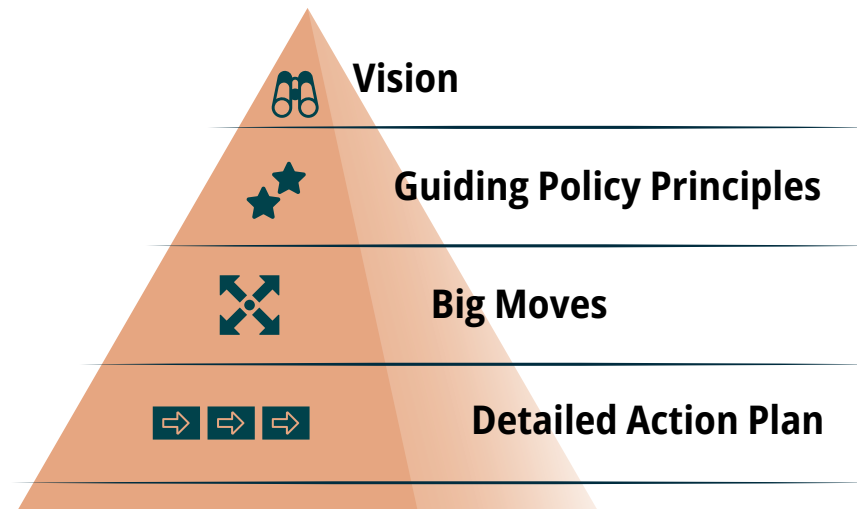 Vision
Guiding Policy Principles
Big Moves
Detailed Action Plan